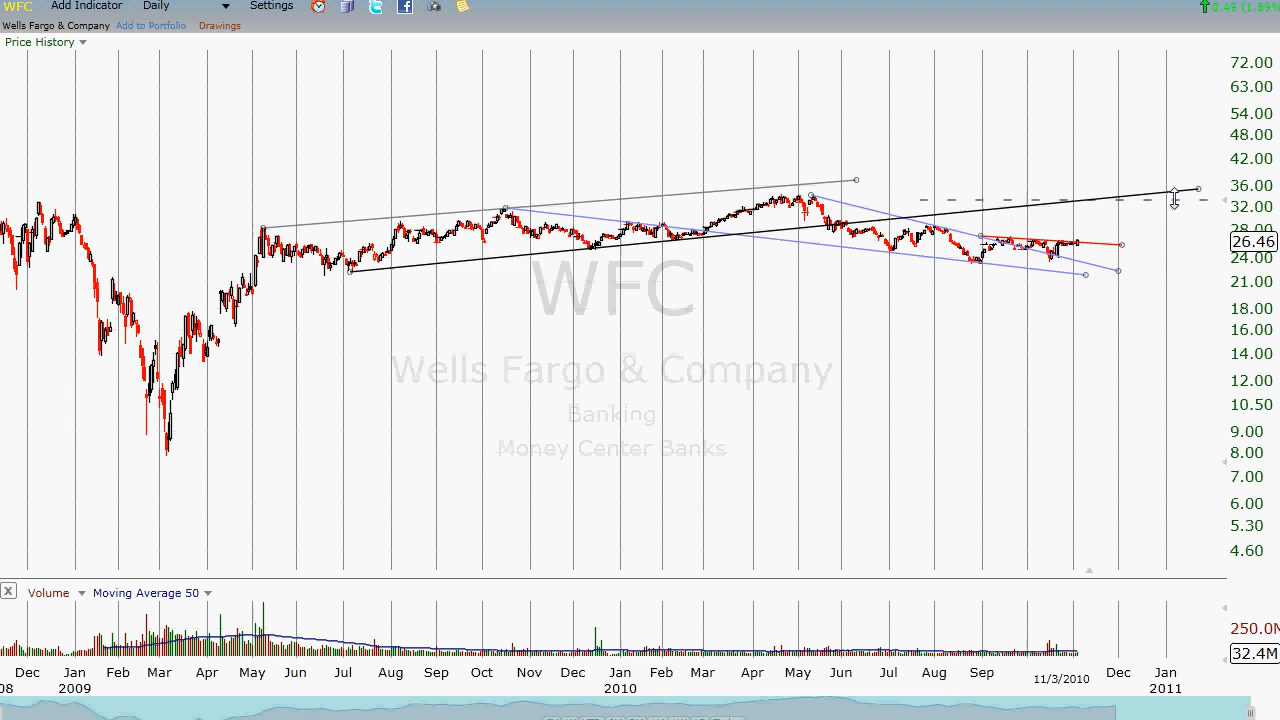 WFC Add Indicator Daily Settings 0.49 (1.89%
Wells Fargo & Company Add to Portfolio Drawings
Price History
72.00
63.00
54.00
48.00
42.00
36.00
32.00
28.00
26.46
24.00
21.00
18.00
16.00
14.00
12.00
10.50
9.00
8.00
7.00
6.00
5.30
4.60
WFC
Wells Fargo & Company
Banking
Money Center Banks
X Volume Moving Average 50
250.0M
32.4M
Dec Jan Feb Mar Apr May Jun Jul Aug Sep Oct Nov Dec Jan Feb Mar Apr May Jun Jul Aug Sep 11/3/2010 Dec Jan
08 2009 2010 2011